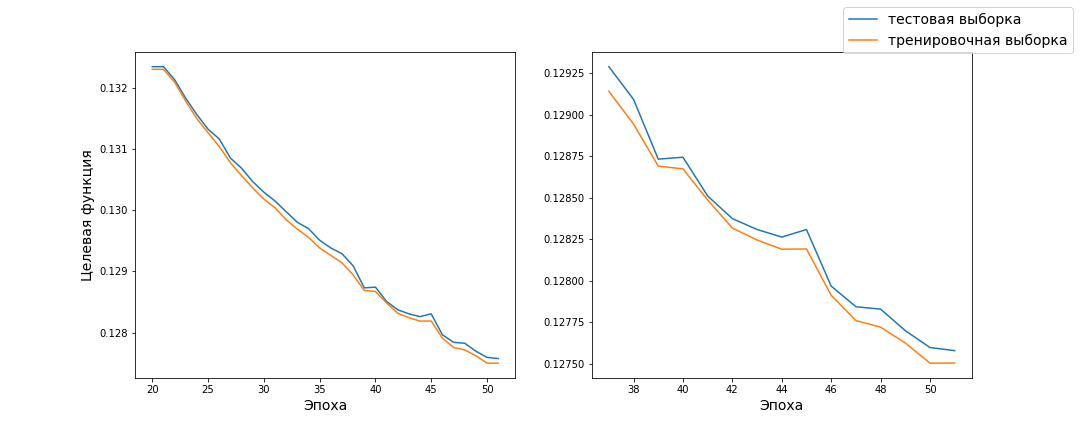 тестовая выборка
тренировочная выборка
Целевая функция
0.132
0.131
0.130
0.129
0.128
20 25 30 35 40 45 50
Эпоха
0.12925
0.12900
0.12875
0.12850
0.12825
0.12800
0.12775
0.12750
38 40 42 44 46 48 50
Эпоха